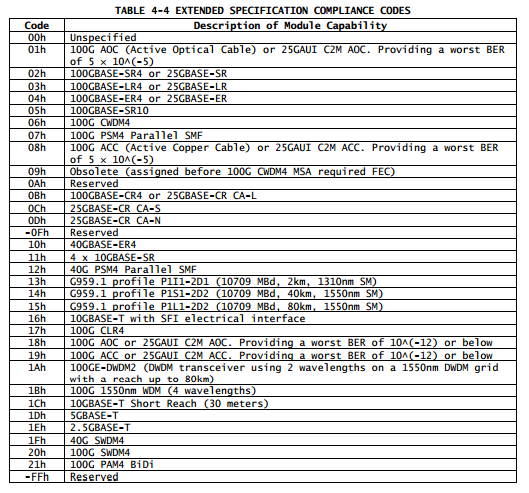 TABLE 4-4 EXTENDED SPECIFICATION COMPLIANCE CODES
Code Description of Module Capability
00h Unspecified
01h 100G AOC (Active Optical Cable) or 25GAUI C2M AOC. Providing a worst BER
of 5 × 10^(-5)
02h 100GBASE-SR4 or 25GBASE-SR
03h 100GBASE-LR4 or 25GBASE-LR
04h 100GBASE-ER4 or 25GBASE-ER
05h 100GBASE-SR10
06h 100G CWDM4
07h 100G PSM4 Parallel SMF
08h 100G ACC (Active Copper Cable) or 25GAUI C2M ACC. Providing a worst BER
of 5 × 10^(-5)
09h Obsolete (assigned before 100G CWDM4 MSA required FEC)
0Ah Reserved
0Bh 100GBASE-CR4 or 25GBASE-CR CA-L
0Ch 25GBASE-CR CA-S
0Dh 25GBASE-CR CA-N
-0Fh Reserved
10h 40GBASE-ER4
11h 4 x 10GBASE-SR
12h 40G PSM4 Parallel SMF
13h G959.1 profile P1I1-2D1 (10709 MBd, 2km, 1310nm SM)
14h G959.1 profile P1S1-2D2 (10709 MBd, 40km, 1550nm SM)
15h G959.1 profile P1L1-2D2 (10709 MBd, 80km, 1550nm SM)
16h 10GBASE-T with SFI electrical interface
17h 100G CLR4
18h 100G AOC or 25GAUI C2M AOC. Providing a worst BER of 10^(-12) or below
19h 100G ACC or 25GAUI C2M ACC. Providing a worst BER of 10^(-12) or below
1Ah 100GE-DWDM2 (DWDM transceiver using 2 wavelengths on a 1550nm DWDM grid
with a reach up to 80km)
1Bh 100G 1550nm WDM (4 wavelengths)
1Ch 10GBASE-T Short Reach (30 meters)
1Dh 5GBASE-T
1Eh 2.5GBASE-T
1Fh 40G SWDM4
20h 100G SWDM4
21h 100G PAM4 BiDi
-FFh Reserved